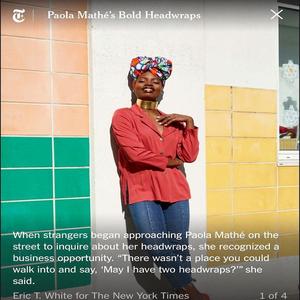 Paola Mathé's Bold Headwraps
When strangers began approaching Paola Mathé on the
street to inquire about her headwraps, she recognized a
business opportunity. “There wasn't a place you could
walk into and say, ‘May I have two headwraps?’” she
said.
Eric T. White for The New York Times
1 of 4